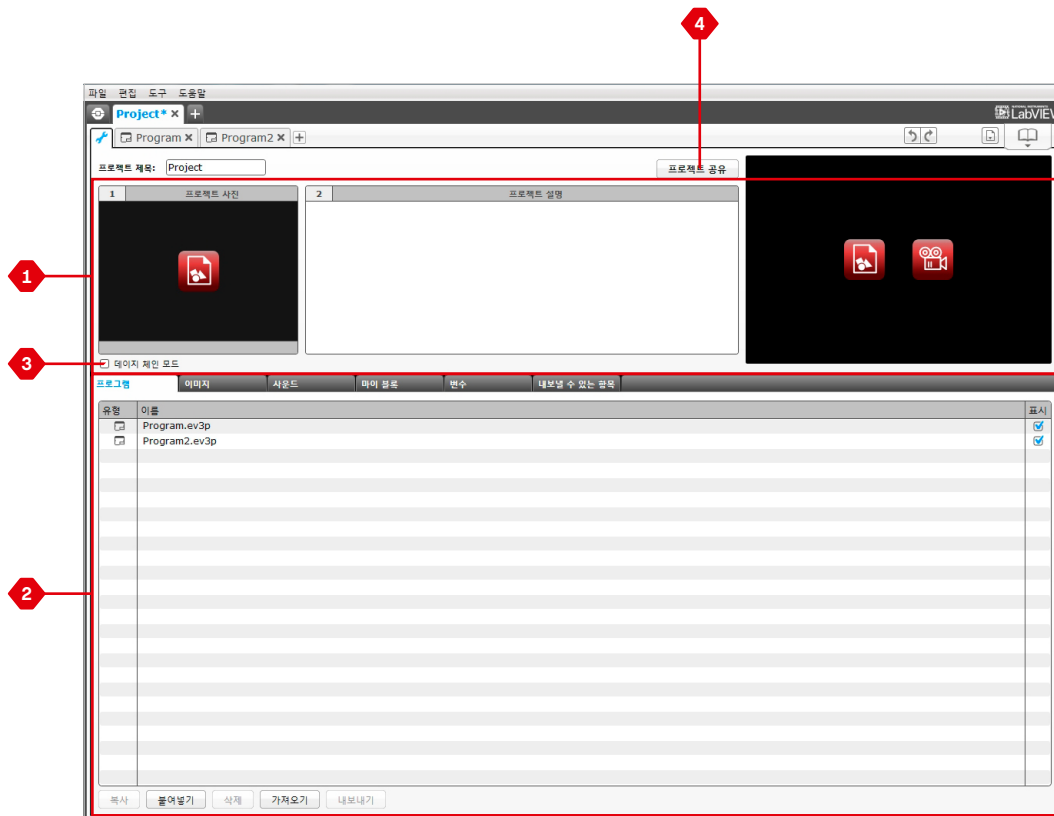 4
파일 편집 도구 도움말
Project* × +
LabVIEW
Program × Program2 × +
프로젝트 제목: Project
프로젝트 공유
1 프로젝트 사진
2 프로젝트 설명
1
3
데이지 체인 모드
프로그램 이미지 사운드 마이 블록 변수 내보낼 수 있는 항목
유형 이름 표시
Program.ev3p
Program2.ev3p
2
복사 붙여넣기 삭제 가져오기 내보내기